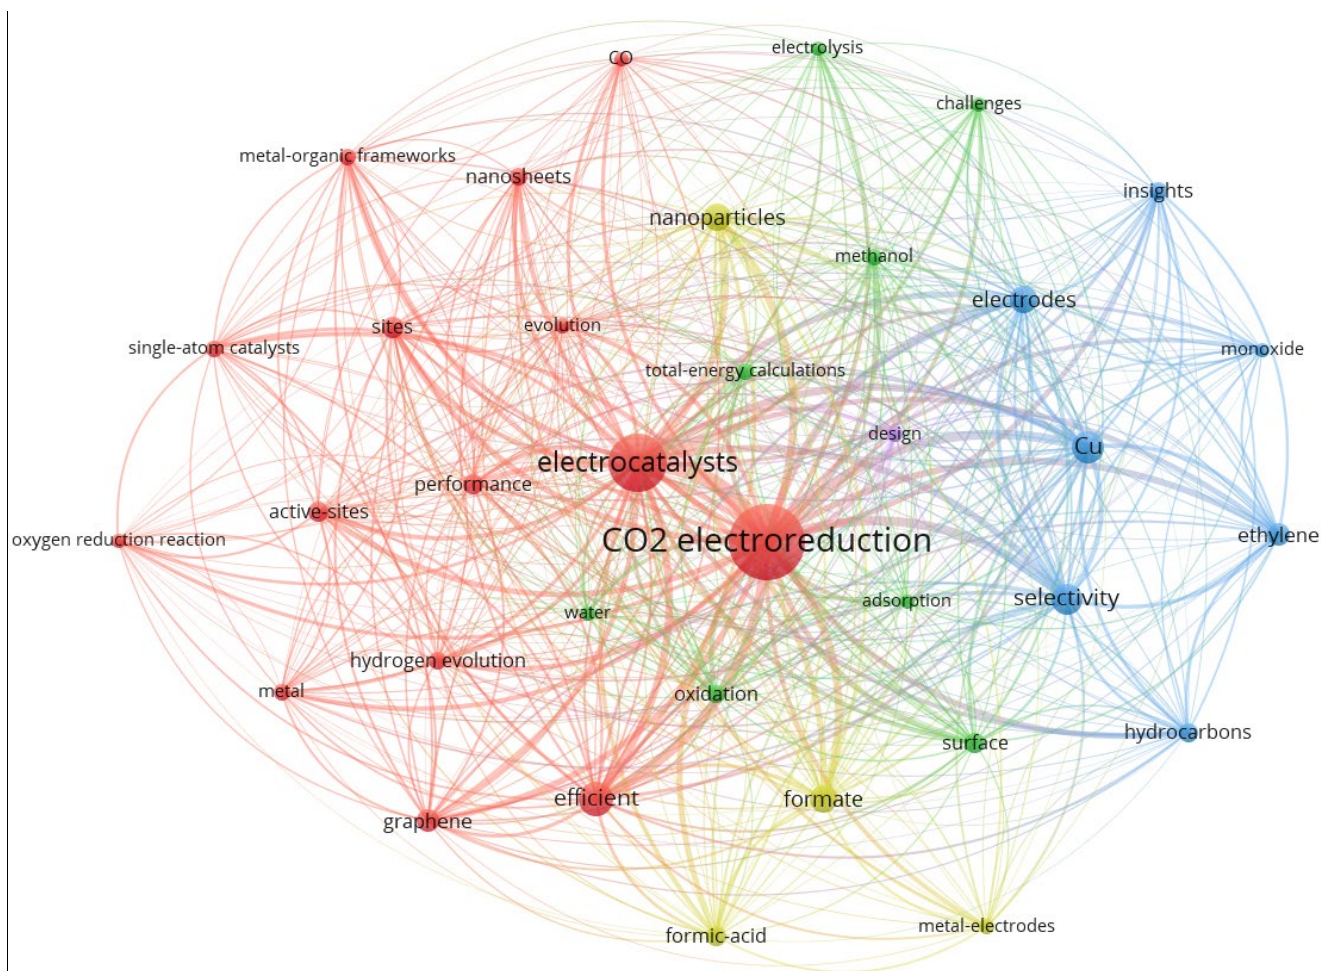 CO
electrolysis
challenges
metal-organic frameworks
nanosheets
insights
nanoparticles
methanol
electrodes
sites
evolution
single-atom catalysts
monoxide
total-energy calculations
design
Cu
electrocatalysts
performance
active-sites
oxygen reduction reaction
CO2 electroreduction
ethylene
selectivity
adsorption
water
hydrogen evolution
metal
oxidation
hydrocarbons
surface
efficient
formate
graphene
metal-electrodes
formic-acid